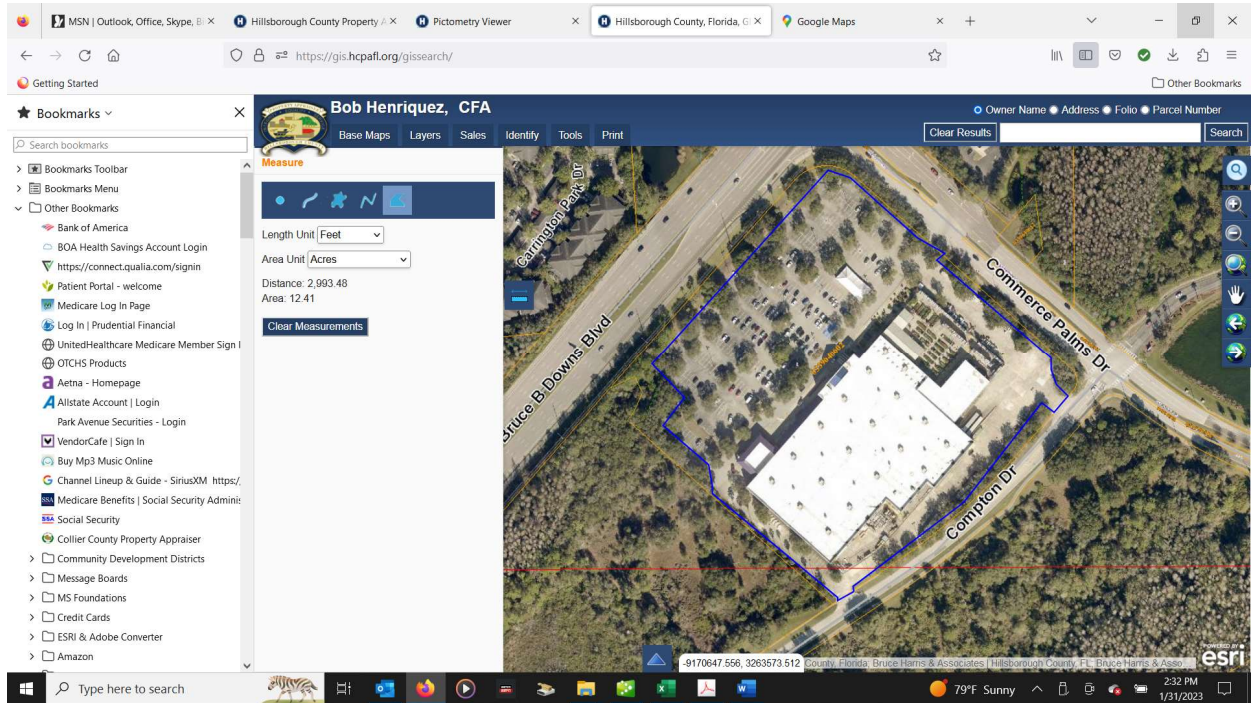 MSN | Outlook, Office, Skype, B
Hillsborough County Property A
Pictometry Viewer
Hillsborough County, Florida, G
Google Maps
https://gis.hcpafl.org/gissearch/
Getting Started
Other Bookmarks
Bookmarks
Search bookmarks
Bookmarks Toolbar
Bookmarks Menu
Other Bookmarks
Bank of America
BOA Health Savings Account Login
https://connect.qualia.com/signin
Patient Portal - welcome
Medicare Log In Page
Log In | Prudential Financial
UnitedHealthcare Medicare Member Sign I
OTCHS Products
Aetna - Homepage
Allstate Account | Login
Park Avenue Securities - Login
VendorCafe | Sign In
Buy Mp3 Music Online
Channel Lineup & Guide - SiriusXM https:/
Medicare Benefits | Social Security Adminis
Social Security
Collier County Property Appraiser
Community Development Districts
Message Boards
MS Foundations
Credit Cards
ESRI & Adobe Converter
Amazon
Bob Henriquez, CFA
Base Maps Layers Sales Identify Tools Print
Owner Name Address Folio Parcel Number
Clear Results Search
Measure
Length Unit Feet
Area Unit Acres
Distance: 2,993.48
Area: 12.41
Clear Measurements
Carrington Park Dr
Bruce B Downs Blvd
Commerce Palms Dr
Compton Dr
-9170647.556, 3263573.512 County, Florida; Bruce Harris & Associates | Hillsborough County, FL; Bruce Harris & Asso
POWERED BY
esri
Type here to search
79°F Sunny
2:32 PM
1/31/2023